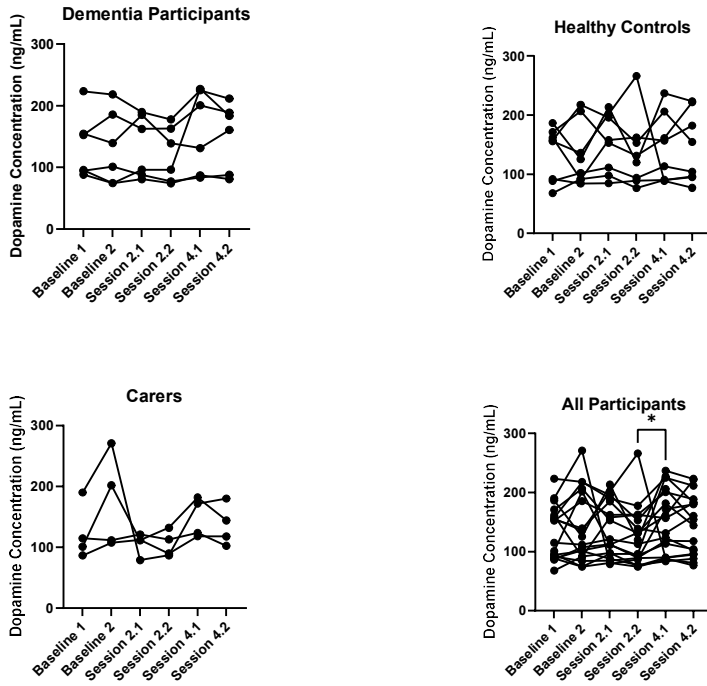 Dementia Participants
Dopamine Concentration (ng/mL)
300
200
100
0
Baseline 1
Baseline 2
Session 2.1
Session 2.2
Session 4.1
Session 4.2
Healthy Controls
Dopamine Concentration (ng/mL)
300
200
100
0
Baseline 1
Baseline 2
Session 2.1
Session 2.2
Session 4.1
Session 4.2
Carers
Dopamine Concentration (ng/mL)
300
200
100
0
Baseline 1
Baseline 2
Session 2.1
Session 2.2
Session 4.1
Session 4.2
All Participants
*
Dopamine Concentration (ng/mL)
300
200
100
0
Baseline 1
Baseline 2
Session 2.1
Session 2.2
Session 4.1
Session 4.2